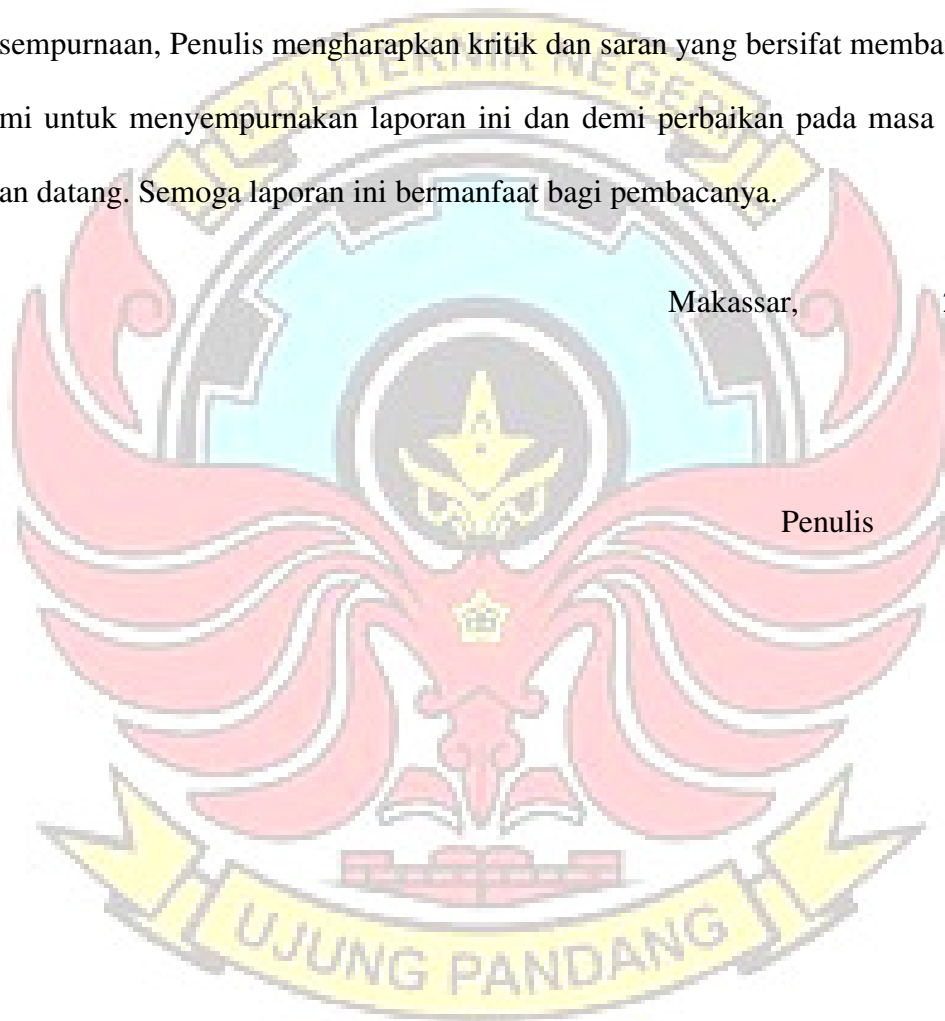 POLITEKNIK NEGERI
sempurnaan, Penulis mengharapkan kritik dan saran yang bersifat memba
mi untuk menyempurnakan laporan ini dan demi perbaikan pada masa
an datang. Semoga laporan ini bermanfaat bagi pembacanya.
Makassar,
Penulis
UJUNG PANDANG